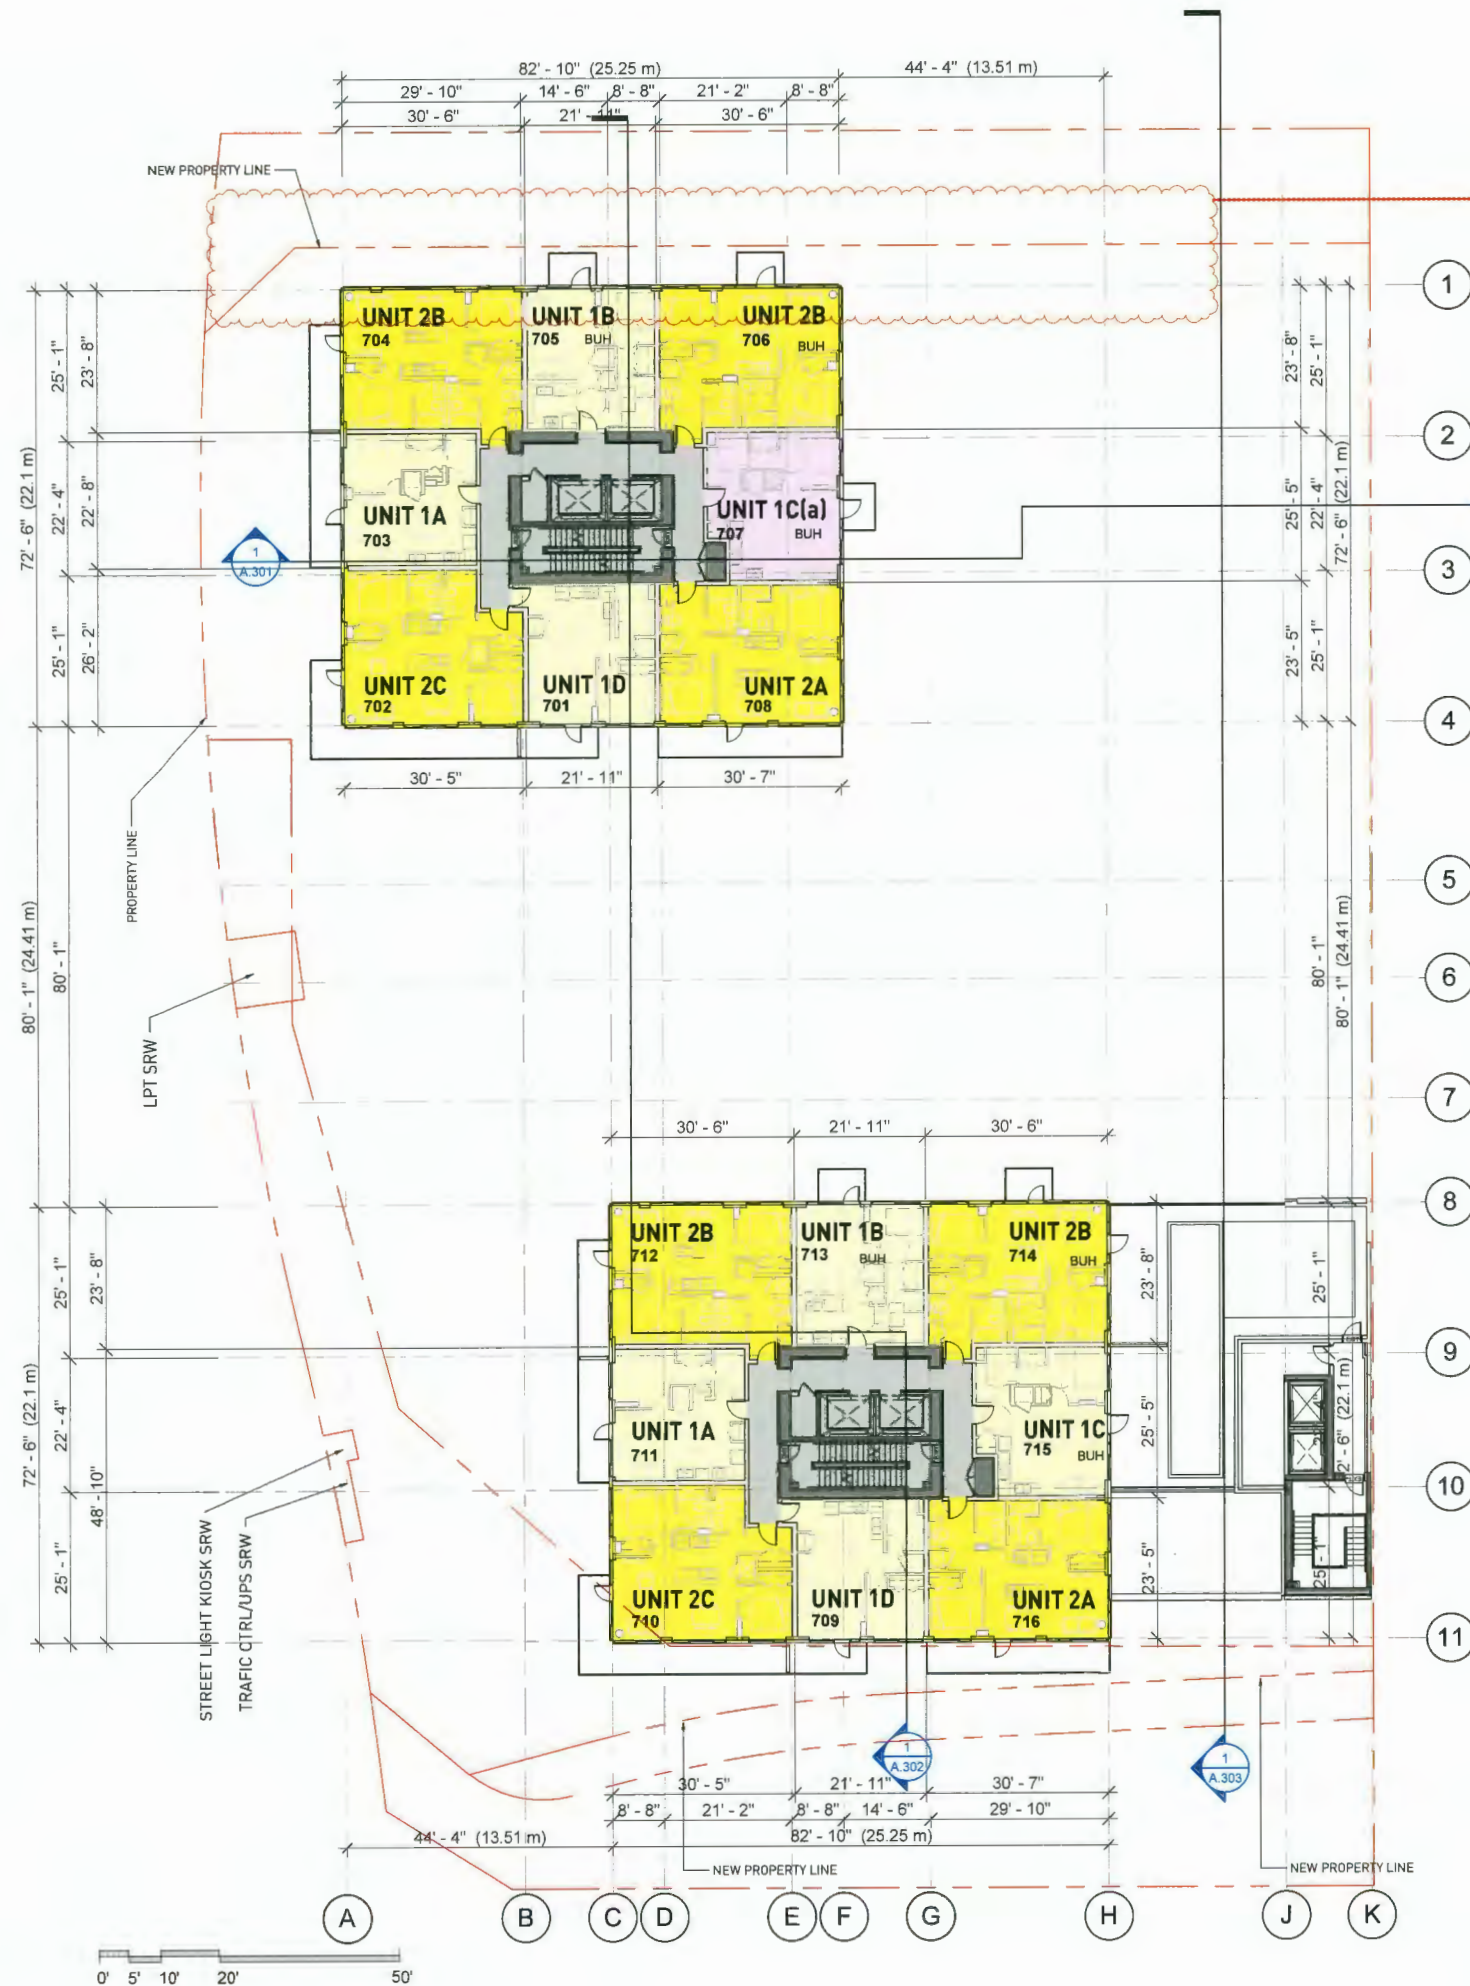 82' - 10" (25.25 m)
44' - 4" (13.51 m)
29' - 10"
14' - 6"
8' - 8"
21' - 2"
8' - 8"
30' - 6"
21' - 11"
30' - 6"
NEW PROPERTY LINE
1
UNIT 2B
704
UNIT 1B
705 BUH
UNIT 2B
706 BUH
25' - 1"
23' - 8"
23' - 8"
25' - 1"
2
72' - 6" (22.1 m)
22' - 4"
22' - 8"
UNIT 1A
703
UNIT 1C(a)
707 BUH
25' - 5"
22' - 4"
72' - 6" (22.1 m)
1
A.301
3
25' - 1"
26' - 2"
UNIT 2C
702
UNIT 1D
701
UNIT 2A
708
23' - 5"
25' - 1"
4
30' - 5"
21' - 11"
30' - 7"
PROPERTY LINE
5
80' - 1" (24.41 m)
80' - 1"
80' - 1"
80' - 1" (24.41 m)
6
LPT SRW
7
30' - 6"
21' - 11"
30' - 6"
8
UNIT 2B
712
UNIT 1B
713 BUH
UNIT 2B
714 BUH
25' - 1"
23' - 8"
23' - 8"
25' - 1"
9
72' - 6" (22.1 m)
22' - 4"
48' - 10"
UNIT 1A
711
UNIT 1C
715 BUH
25' - 5"
2' - 6" (22.1 m)
10
STREET LIGHT KIOSK SRW
TRAFIC CTRL/UPS SRW
25' - 1"
UNIT 2C
710
UNIT 1D
709
UNIT 2A
716
23' - 5"
25' - 1"
11
1
A.302
1
A.303
30' - 5"
21' - 11"
30' - 7"
8' - 8"
21' - 2"
8' - 8"
14' - 6"
29' - 10"
44' - 4" (13.51 m)
82' - 10" (25.25 m)
NEW PROPERTY LINE
NEW PROPERTY LINE
A B C D E F G H J K
0' 5' 10' 20' 50'